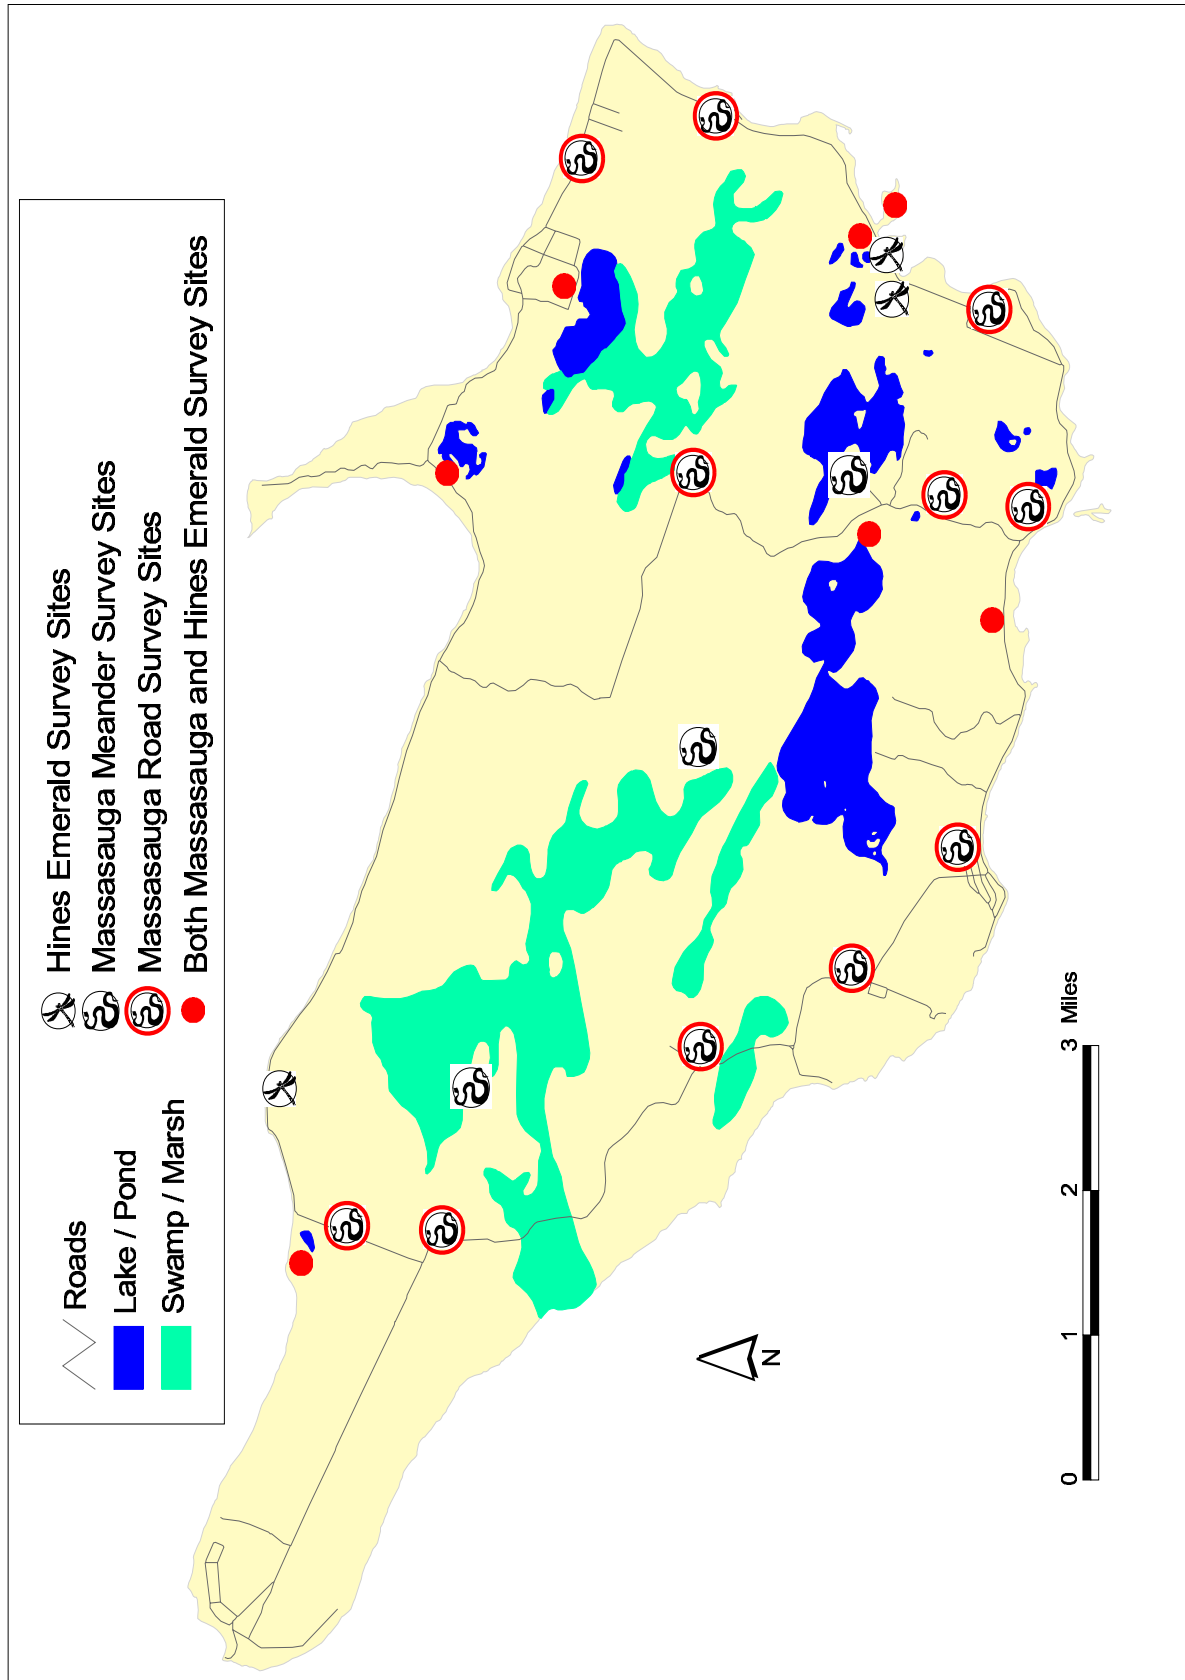 Roads
Lake / Pond
Swamp / Marsh
Hines Emerald Survey Sites
Massasauga Meander Survey Sites
Massasauga Road Survey Sites
Both Massasauga and Hines Emerald Survey Sites
N
0 1 2 3 Miles